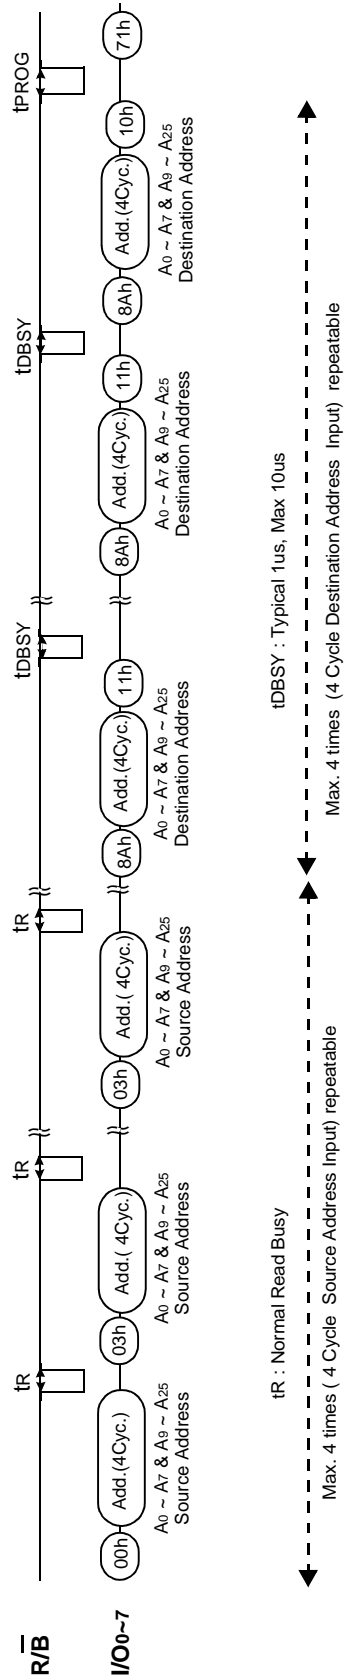 R/B
tR
tR
tR
tDBSY
tDBSY
tPROG
I/O0~7
00h
Add.(4Cyc.)
03h
Add.( 4Cyc.)
03h
Add.( 4Cyc.)
8Ah
Add.(4Cyc.)
11h
8Ah
Add.(4Cyc.)
11h
8Ah
Add.(4Cyc.)
10h
71h
A0 ~ A7 & A9 ~ A25
Source Address
A0 ~ A7 & A9 ~ A25
Source Address
A0 ~ A7 & A9 ~ A25
Source Address
A0 ~ A7 & A9 ~ A25
Destination Address
A0 ~ A7 & A9 ~ A25
Destination Address
A0 ~ A7 & A9 ~ A25
Destination Address
tR : Normal Read Busy
tDBSY : Typical 1us, Max 10us
Max. 4 times ( 4 Cycle Source Address Input) repeatable
Max. 4 times (4 Cycle Destination Address Input) repeatable